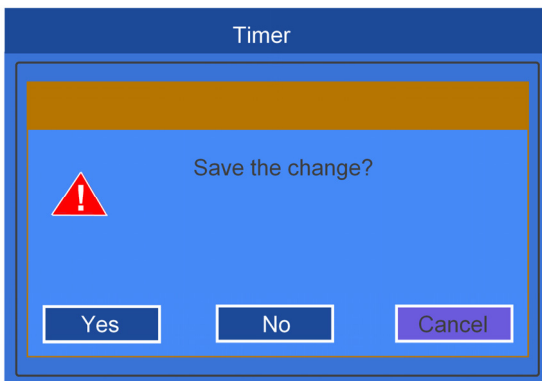 Timer
Save the change?
!
Yes
No
Cancel